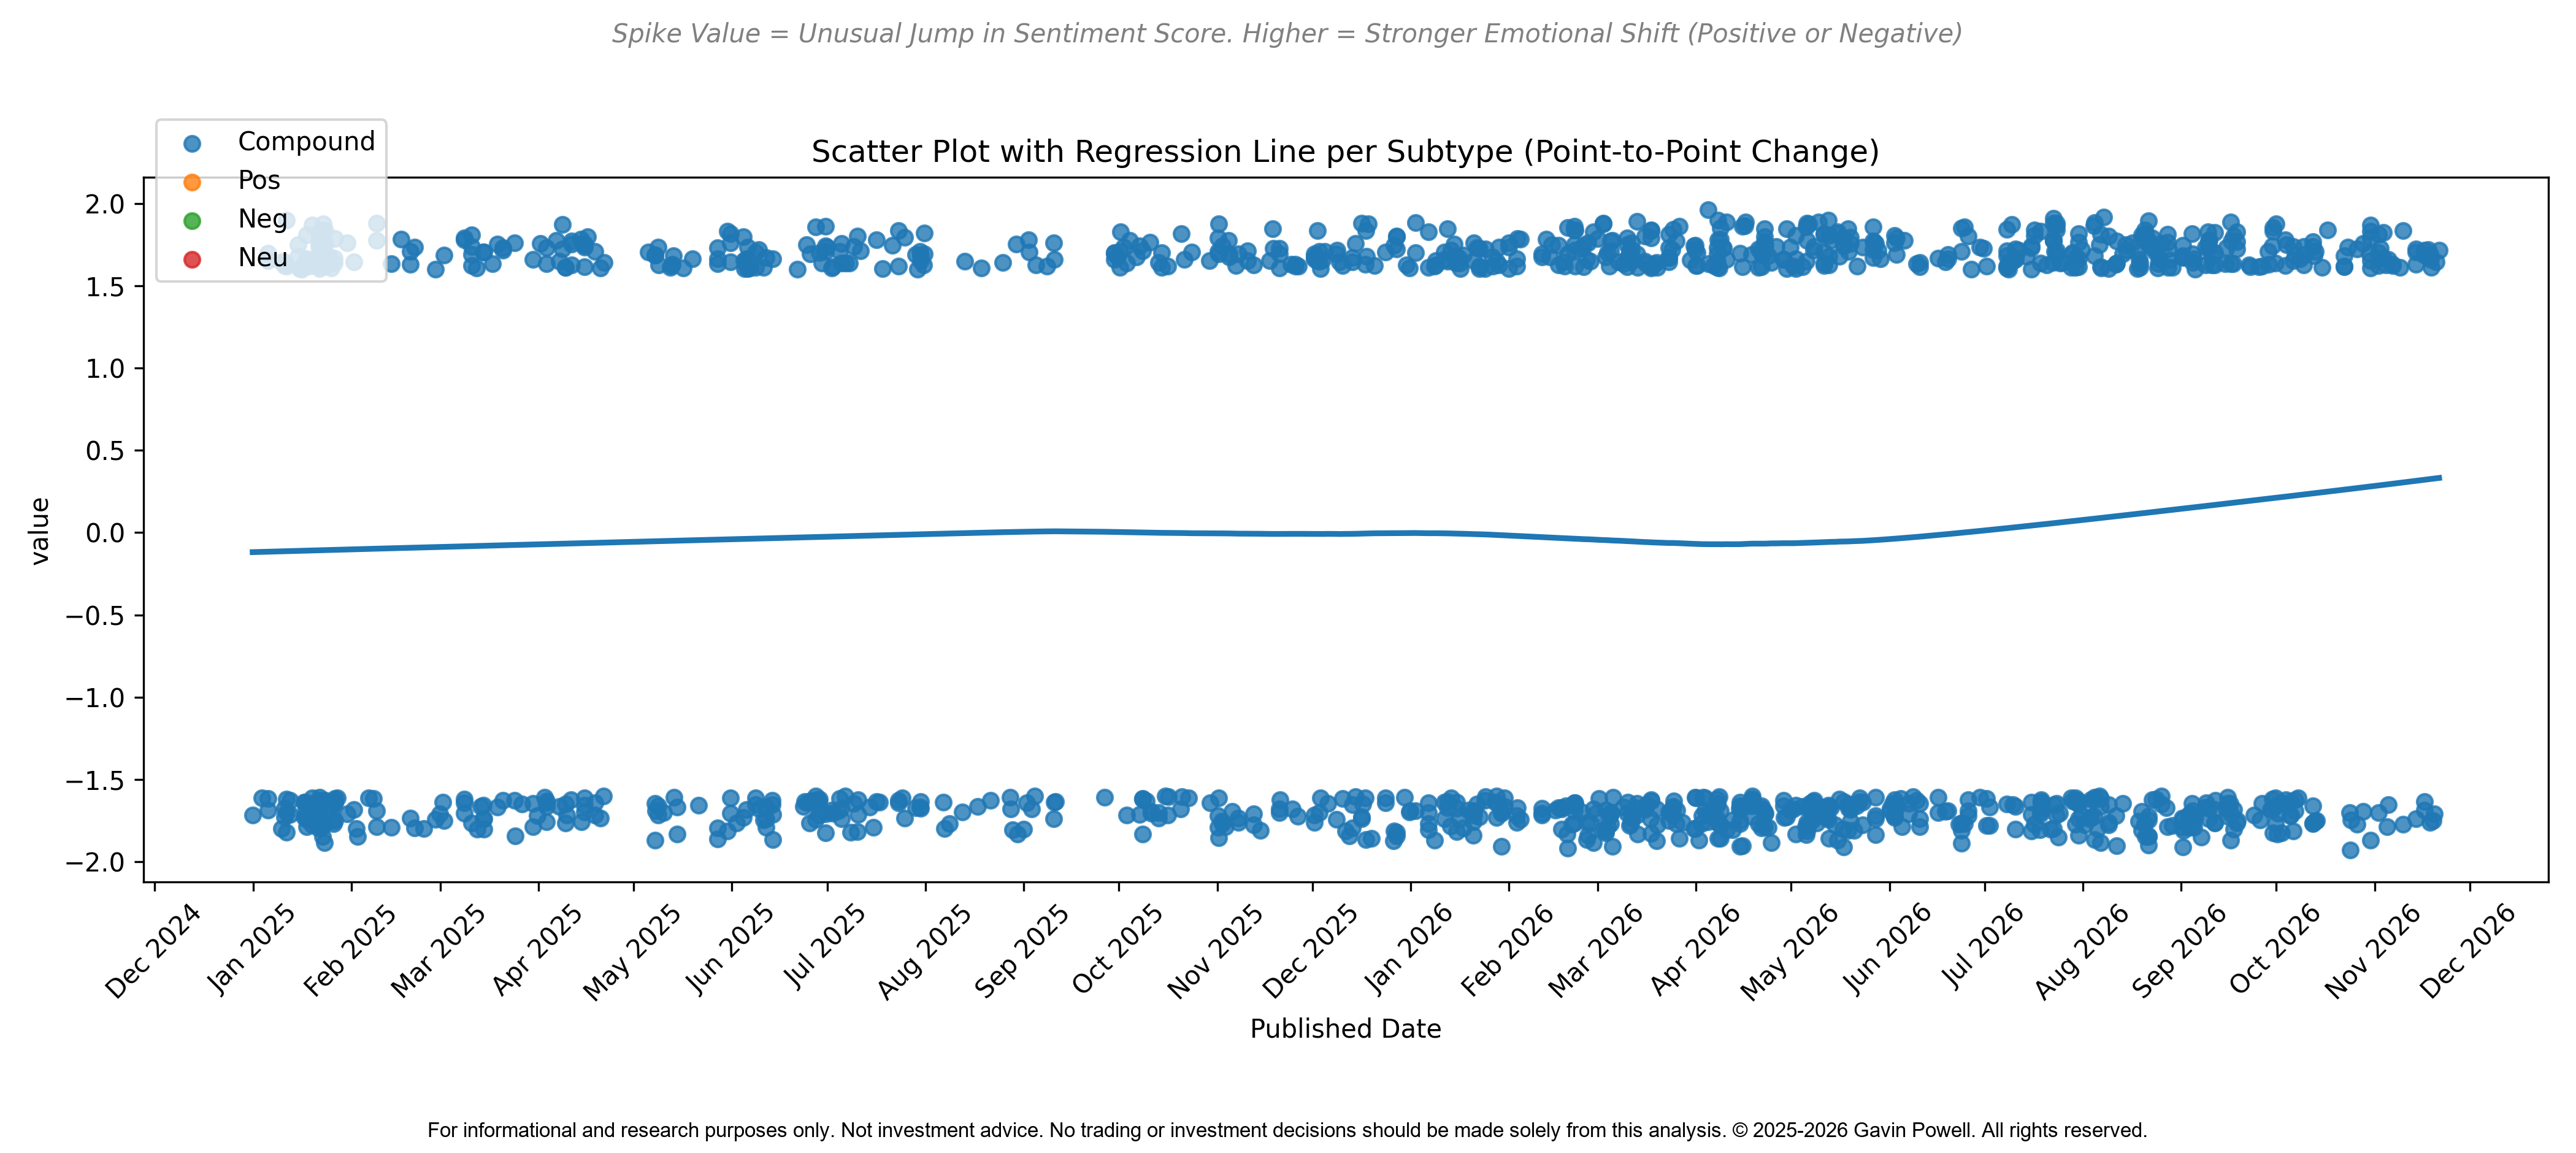 Spike Value = Unusual Jump in Sentiment Score. Higher = Stronger Emotional Shift (Positive or Negative)
Scatter Plot with Regression Line per Subtype (Point-to-Point Change)
Compound
Pos
Neg
Neu
2.0
1.5
1.0
0.5
0.0
−0.5
−1.0
−1.5
−2.0
value
Dec 2024
Jan 2025
Feb 2025
Mar 2025
Apr 2025
May 2025
Jun 2025
Jul 2025
Aug 2025
Sep 2025
Oct 2025
Nov 2025
Dec 2025
Jan 2026
Feb 2026
Mar 2026
Apr 2026
May 2026
Jun 2026
Jul 2026
Aug 2026
Sep 2026
Oct 2026
Nov 2026
Dec 2026
Published Date
For informational and research purposes only. Not investment advice. No trading or investment decisions should be made solely from this analysis. © 2025-2026 Gavin Powell. All rights reserved.